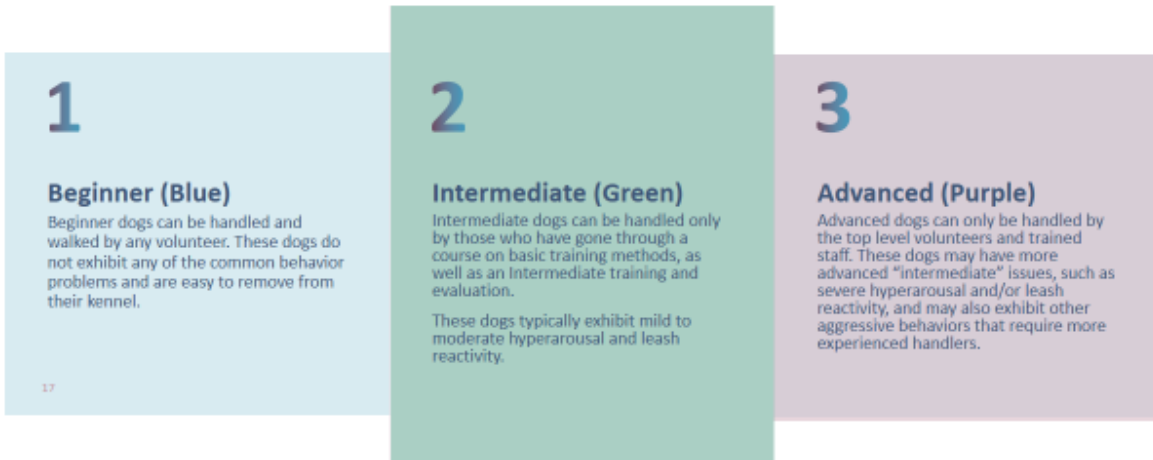 1
Beginner (Blue)
Beginner dogs can be handled and
walked by any volunteer. These dogs do
not exhibit any of the common behavior
problems and are easy to remove from
their kennel.
17
2
Intermediate (Green)
Intermediate dogs can be handled only
by those who have gone through a
course on basic training methods, as
well as an Intermediate training and
evaluation.
These dogs typically exhibit mild to
moderate hyperarousal and leash
reactivity.
3
Advanced (Purple)
Advanced dogs can only be handled by
the top level volunteers and trained
staff. These dogs may have more
advanced “intermediate” issues, such as
severe hyperarousal and/or leash
reactivity, and may also exhibit other
aggressive behaviors that require more
experienced handlers.